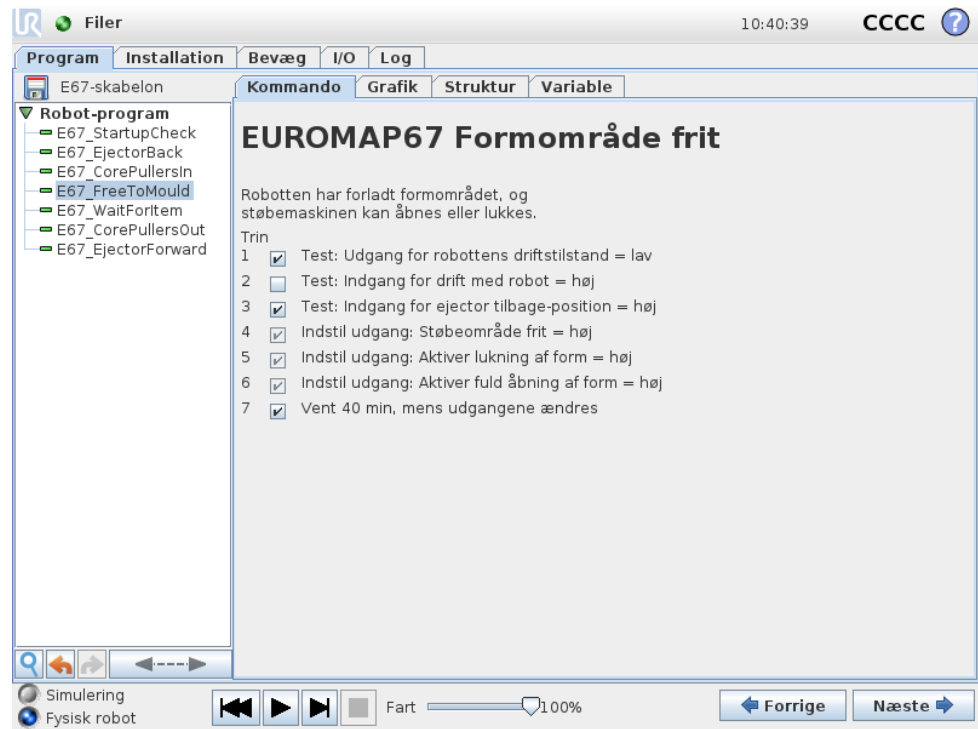 UR Filer 10:40:39 CCCC ?
Program Installation Bevæg I/O Log
E67-skabelon Kommando Grafik Struktur Variable
Robot-program
E67_StartupCheck
E67_EjectorBack
E67_CorePullersIn
E67_FreeToMould
E67_WaitForItem
E67_CorePullersOut
E67_EjectorForward
EUROMAP67 Formområde frit
Robotten har forladt formområdet, og
støbemaskinen kan åbnes eller lukkes.
Trin
1 Test: Udgang for robottens driftstilstand = lav
2 Test: Indgang for drift med robot = høj
3 Test: Indgang for ejector tilbage-position = høj
4 Indstil udgang: Støbeområde frit = høj
5 Indstil udgang: Aktiver lukning af form = høj
6 Indstil udgang: Aktiver fuld åbning af form = høj
7 Vent 40 min, mens udgangene ændres
Simulering
Fysisk robot
Fart 100% Forrige Næste